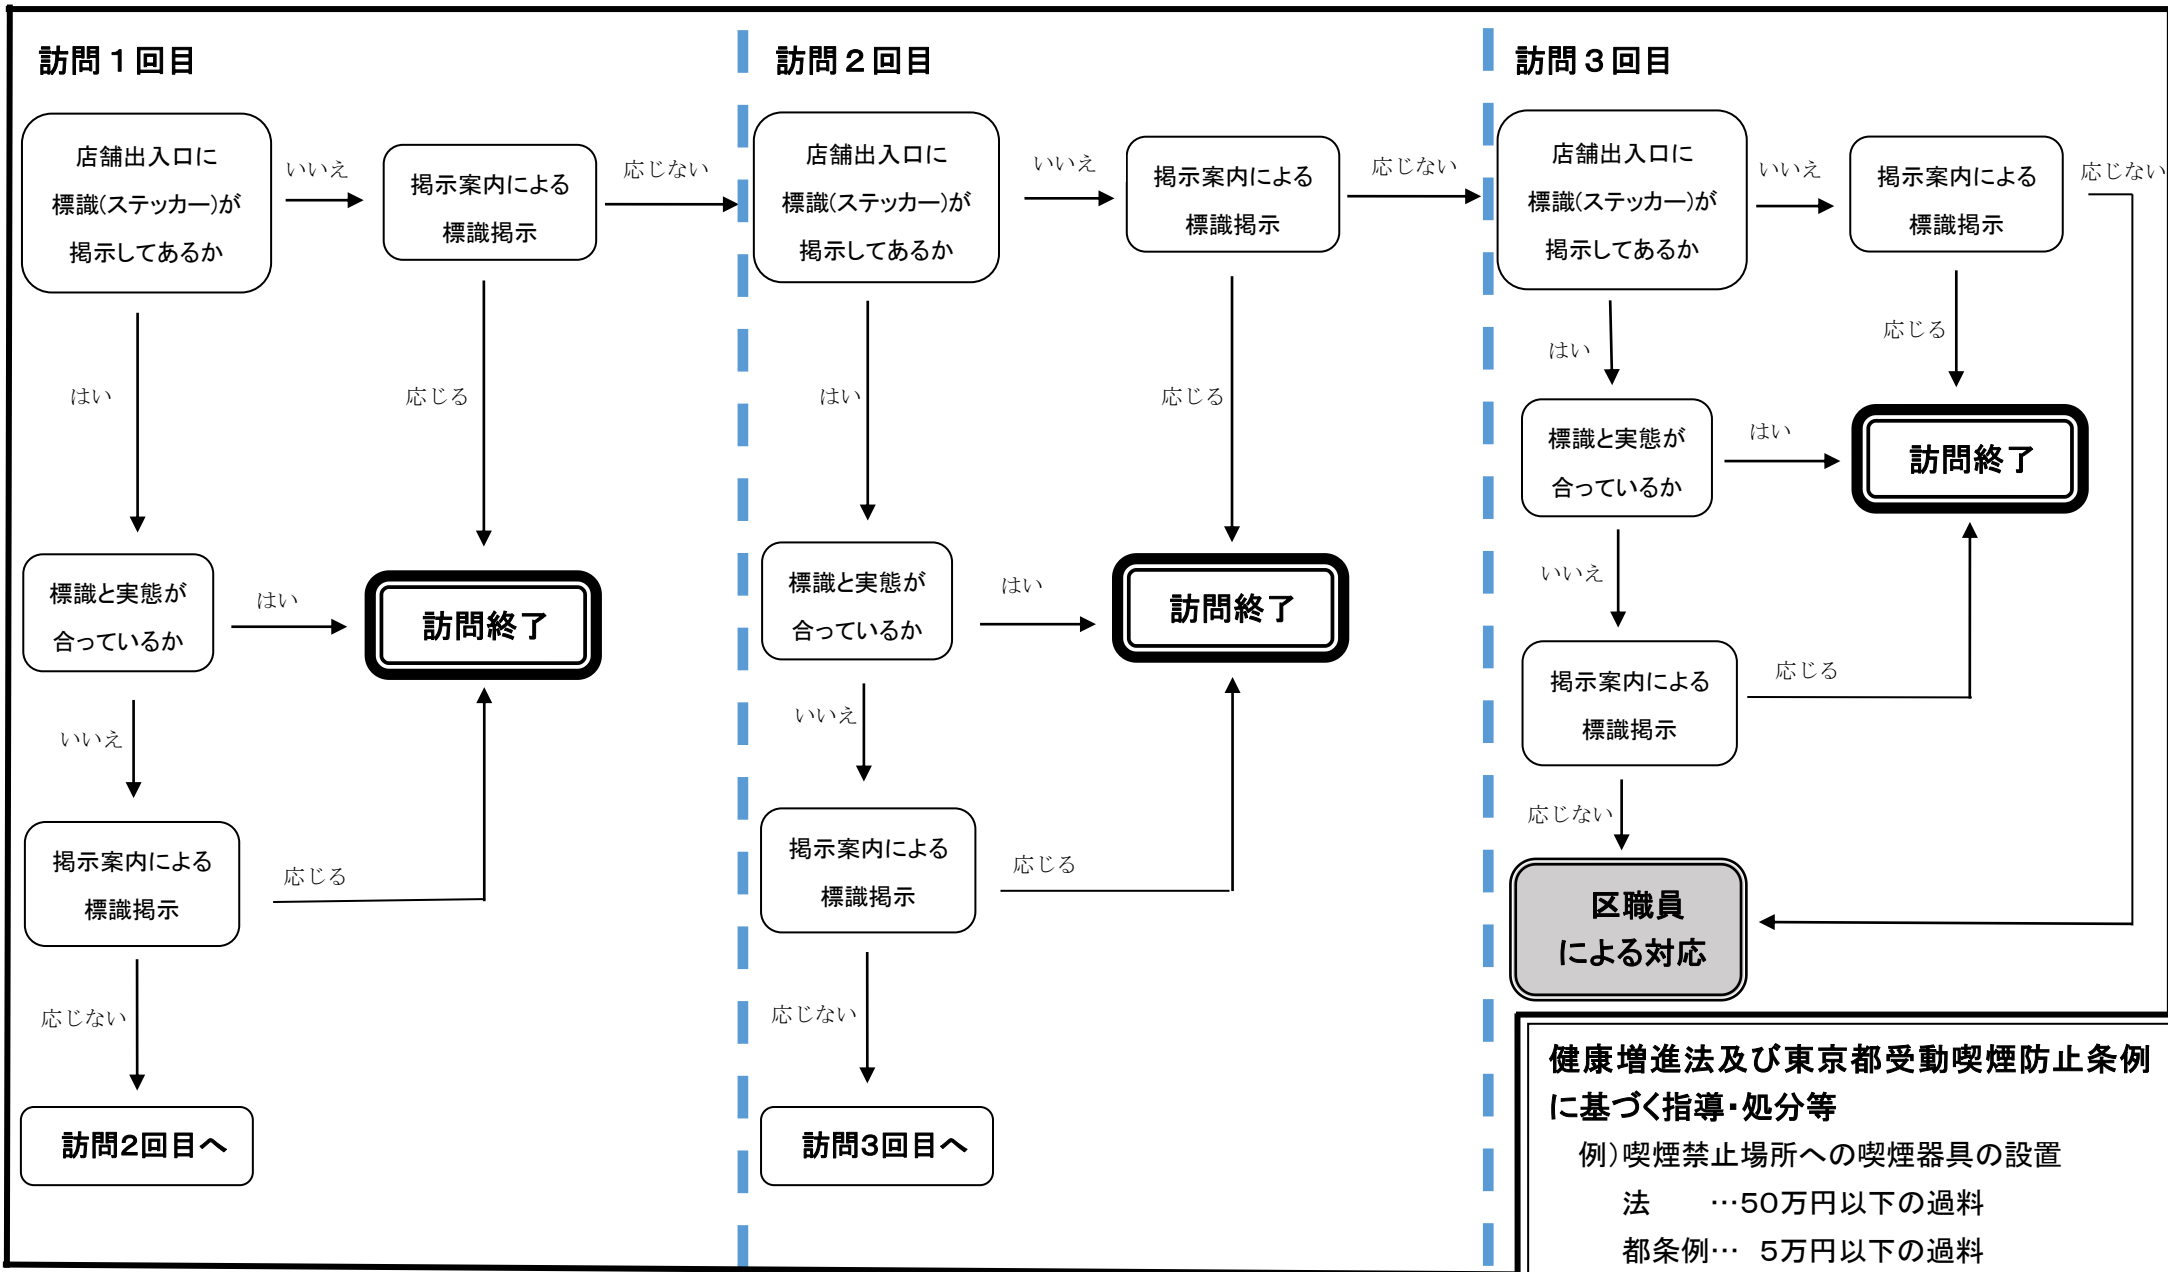 訪問１回目
店舗出入口に
標識(ステッカー)が
掲示してあるか
いいえ
掲示案内による
標識掲示
応じない
はい
応じる
標識と実態が
合っているか
はい
訪問終了
いいえ
掲示案内による
標識掲示
応じる
応じない
訪問2回目へ
訪問２回目
店舗出入口に
標識(ステッカー)が
掲示してあるか
いいえ
掲示案内による
標識掲示
応じない
はい
応じる
標識と実態が
合っているか
はい
訪問終了
いいえ
掲示案内による
標識掲示
応じる
応じない
訪問3回目へ
訪問３回目
店舗出入口に
標識(ステッカー)が
掲示してあるか
いいえ
掲示案内による
標識掲示
応じない
はい
応じる
標識と実態が
合っているか
はい
訪問終了
いいえ
掲示案内による
標識掲示
応じる
応じない
区職員
による対応
健康増進法及び東京都受動喫煙防止条例
に基づく指導・処分等
例）喫煙禁止場所への喫煙器具の設置
法　　…50万円以下の過料
都条例… 5万円以下の過料